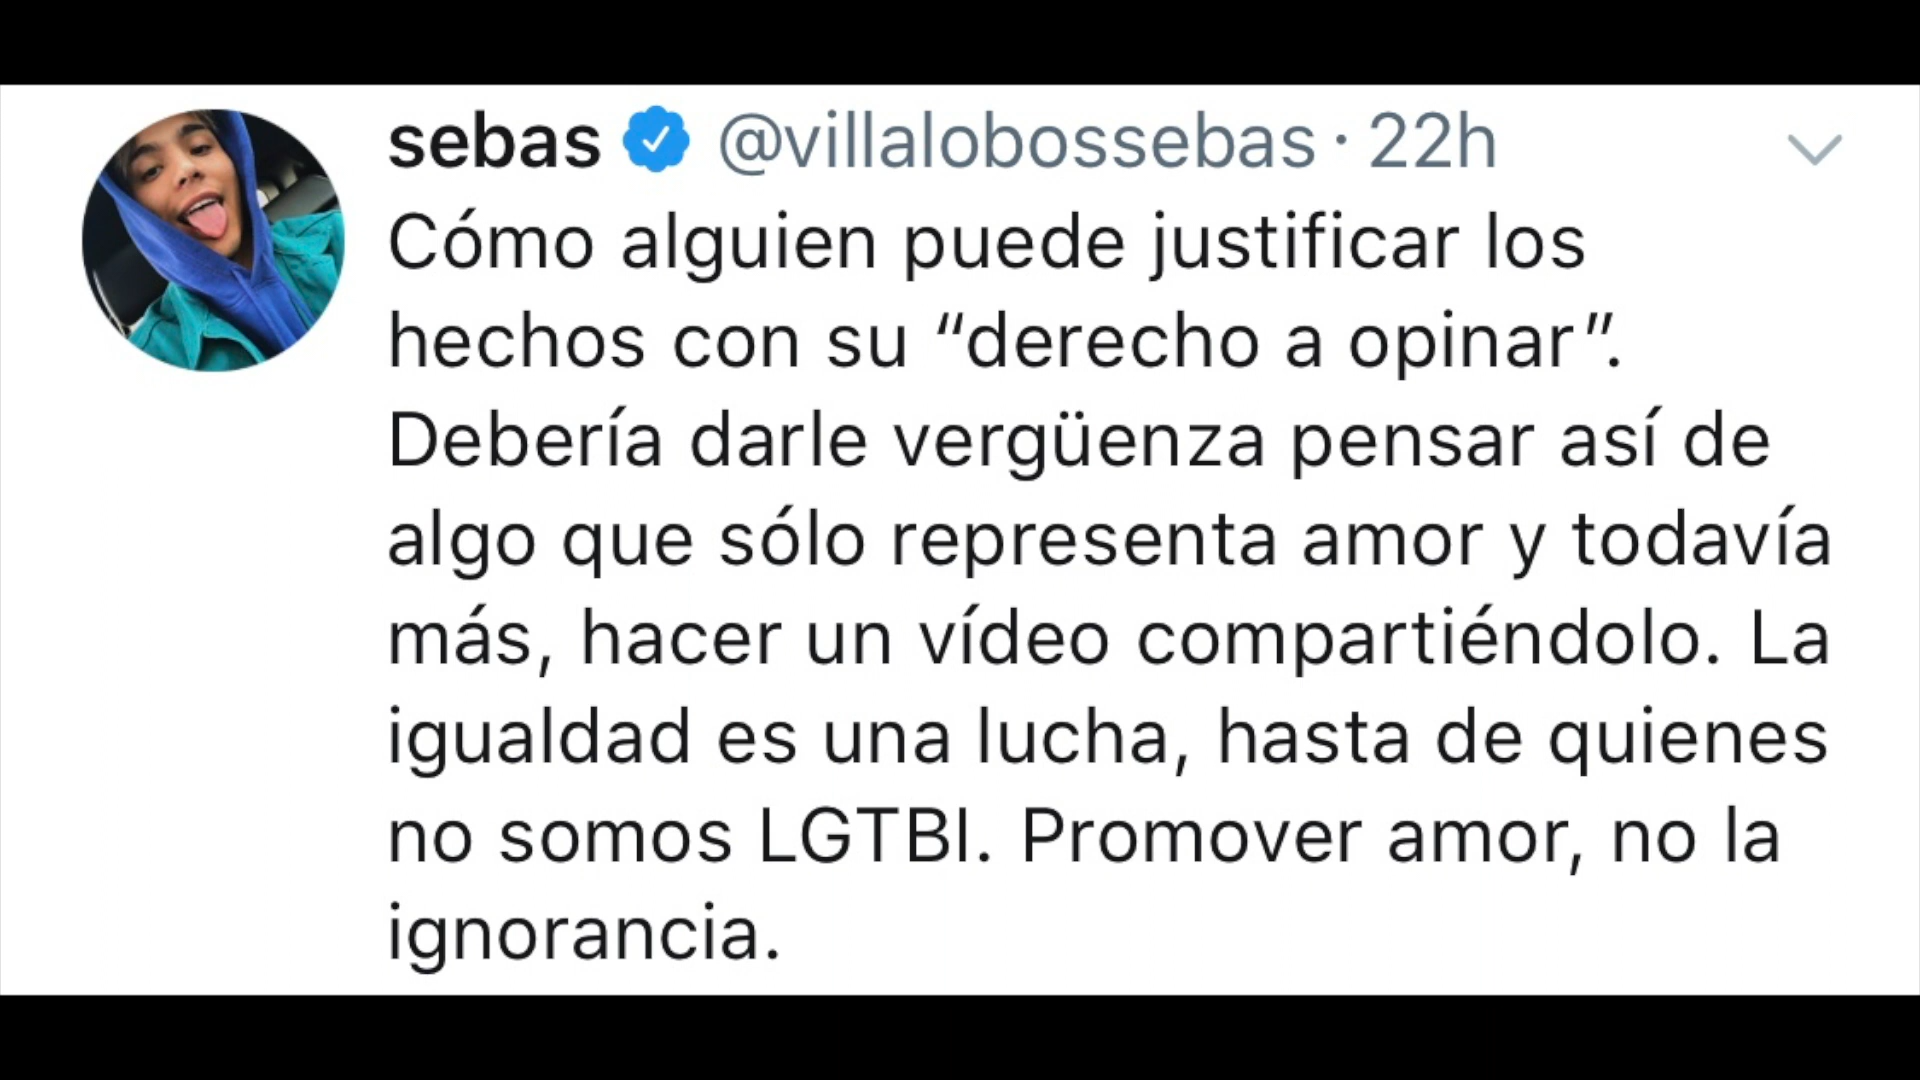 sebas @villalobossebas · 22h
Cómo alguien puede justificar los
hechos con su “derecho a opinar”.
Debería darle vergüenza pensar así de
algo que sólo representa amor y todavía
más, hacer un vídeo compartiéndolo. La
igualdad es una lucha, hasta de quienes
no somos LGTBI. Promover amor, no la
ignorancia.